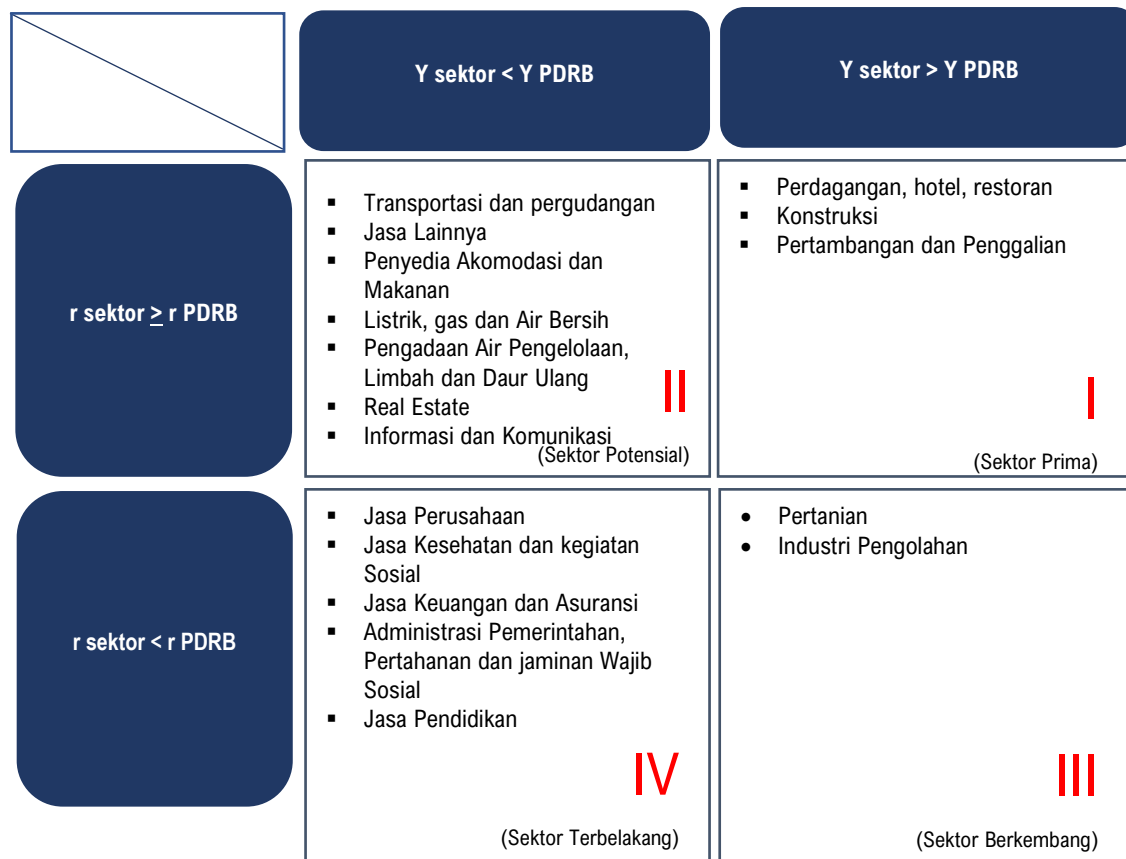 Y sektor < Y PDRB
Y sektor > Y PDRB
r sektor ≥ r PDRB
▪ Transportasi dan pergudangan
▪ Jasa Lainnya
▪ Penyedia Akomodasi dan
Makanan
▪ Listrik, gas dan Air Bersih
▪ Pengadaan Air Pengelolaan,
Limbah dan Daur Ulang
▪ Real Estate
▪ Informasi dan Komunikasi
II
(Sektor Potensial)
▪ Perdagangan, hotel, restoran
▪ Konstruksi
▪ Pertambangan dan Penggalian
I
(Sektor Prima)
r sektor < r PDRB
▪ Jasa Perusahaan
▪ Jasa Kesehatan dan kegiatan
Sosial
▪ Jasa Keuangan dan Asuransi
▪ Administrasi Pemerintahan,
Pertahanan dan jaminan Wajib
Sosial
▪ Jasa Pendidikan
IV
(Sektor Terbelakang)
• Pertanian
• Industri Pengolahan
III
(Sektor Berkembang)